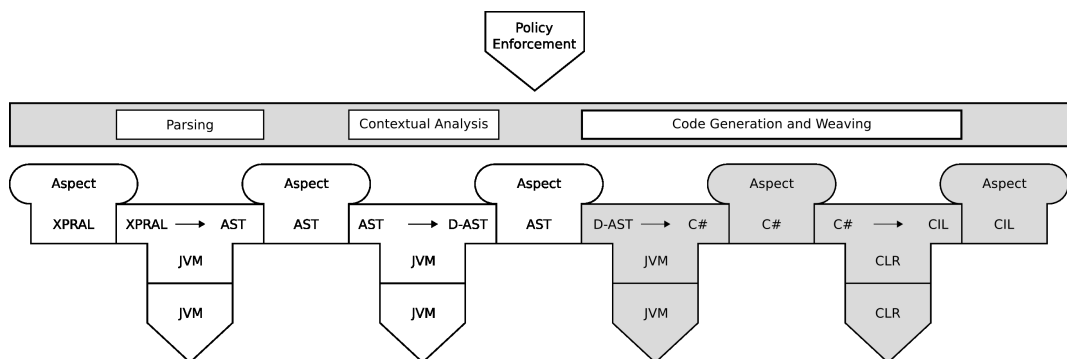 Policy
Enforcement
Parsing
Contextual Analysis
Code Generation and Weaving
Aspect
Aspect
Aspect
Aspect
Aspect
XPRAL
XPRAL → AST
AST
AST → D-AST
AST
D-AST → C#
C#
C# → CIL
CIL
JVM
JVM
JVM
CLR
JVM
JVM
JVM
CLR